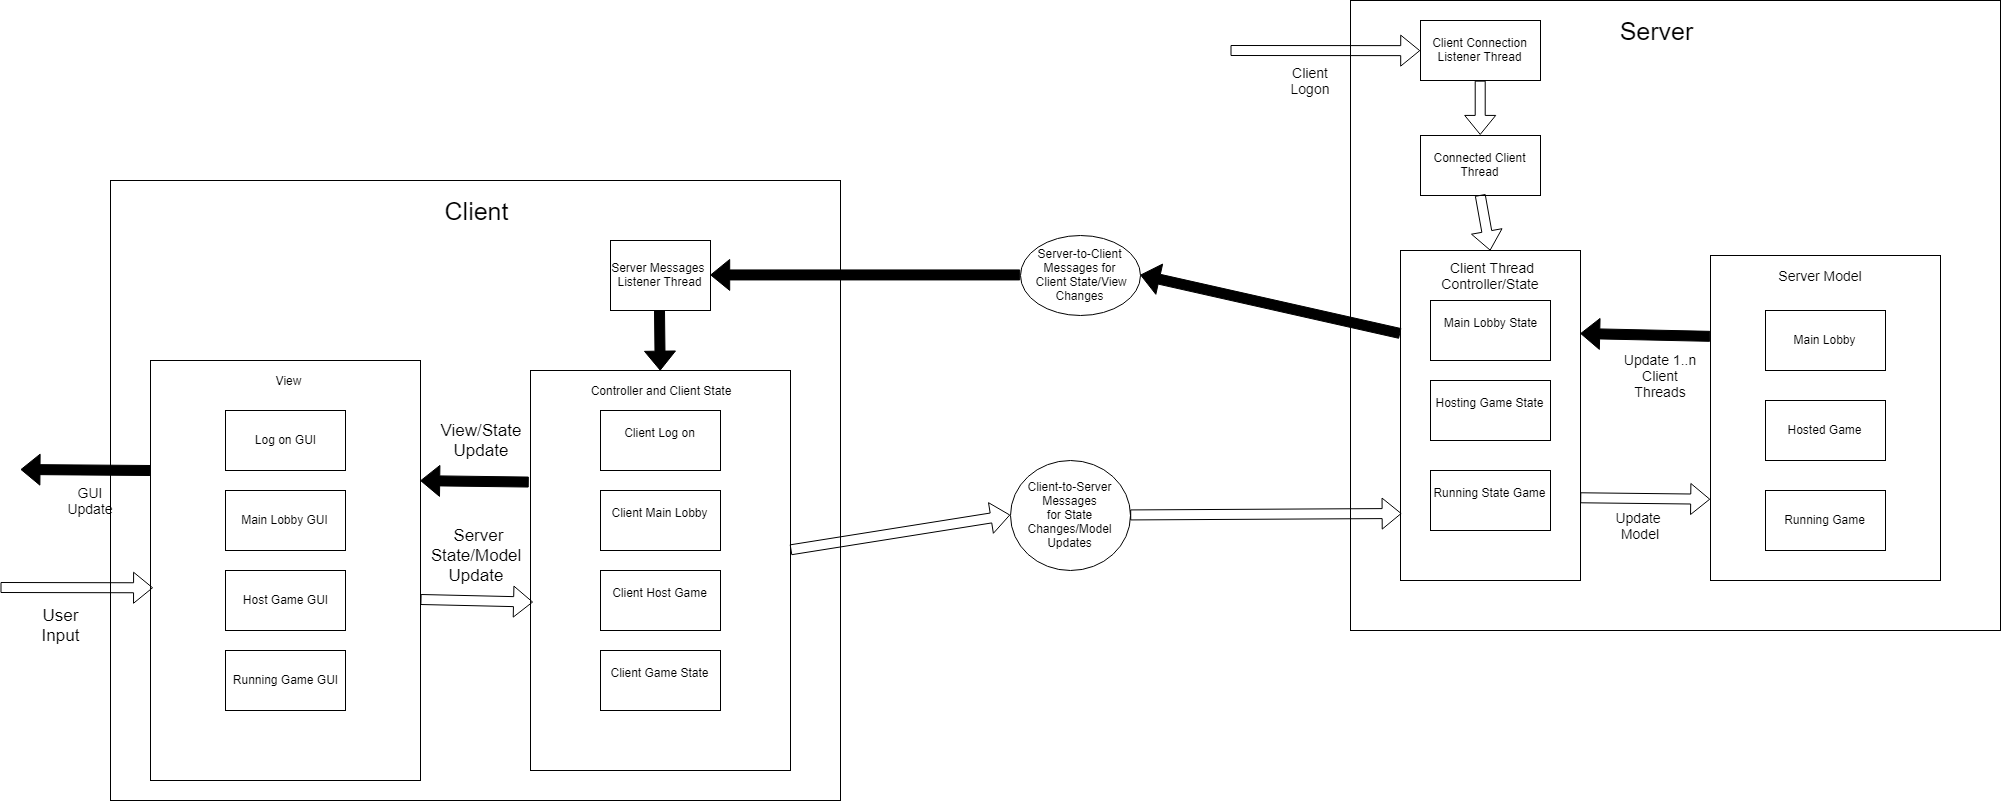 Server
Client Connection
Listener Thread
Client
Logon
Connected Client
Thread
Client
Server Messages
Listener Thread
Server-to-Client
Messages for
Client State/View
Changes
Client Thread
Controller/State
Main Lobby State
Hosting Game State
Running State Game
Server Model
Main Lobby
Hosted Game
Running Game
Update 1..n
Client
Threads
Update
Model
View
Log on GUI
Main Lobby GUI
Host Game GUI
Running Game GUI
Controller and Client State
Client Log on
Client Main Lobby
Client Host Game
Client Game State
View/State
Update
Server
State/Model
Update
GUI
Update
User
Input
Client-to-Server
Messages
for State
Changes/Model
Updates